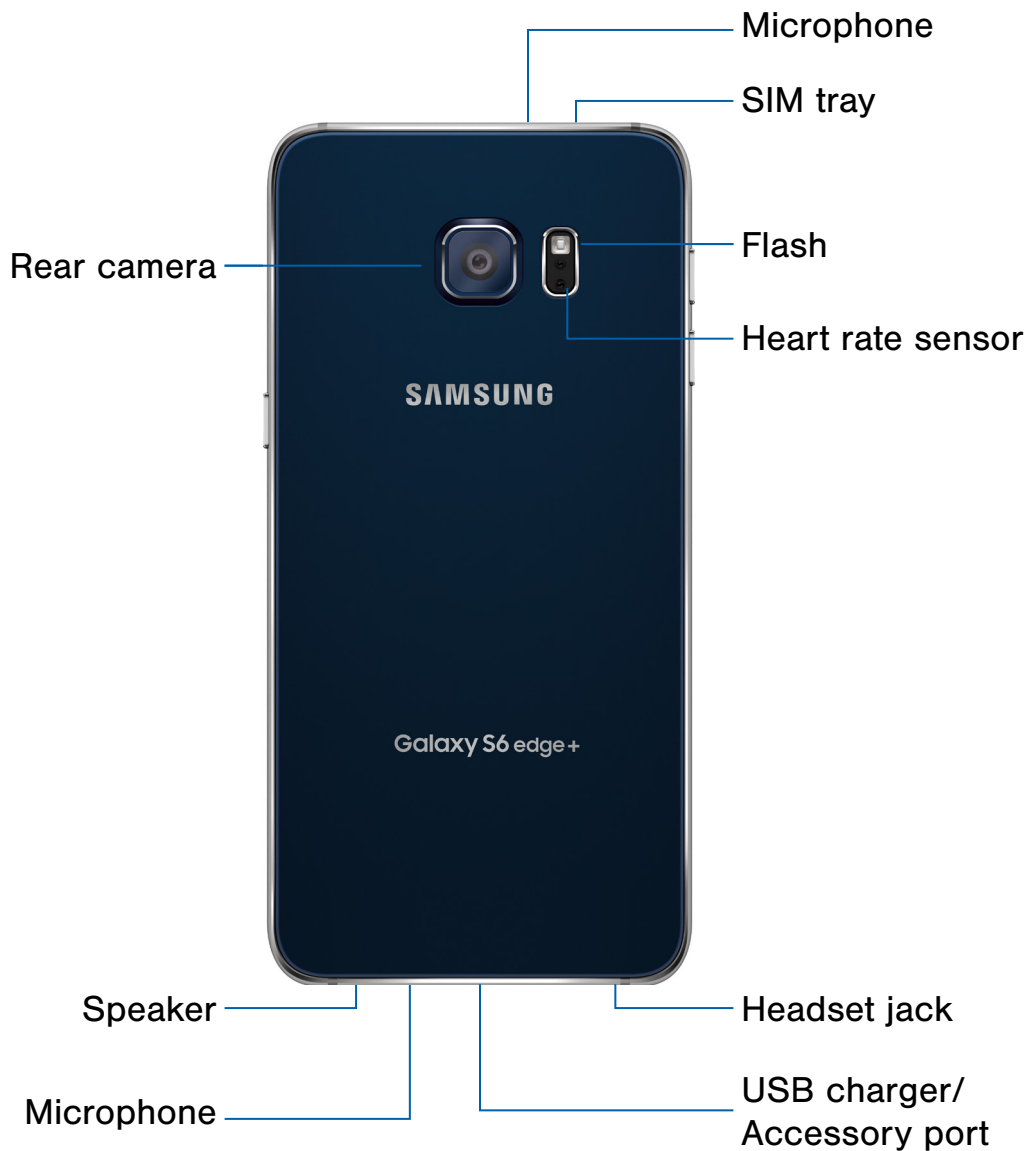 Microphone
SIM tray
Flash
Rear camera
Heart rate sensor
SAMSUNG
Galaxy S6 edge+
Speaker
Headset jack
Microphone
USB charger/
Accessory port